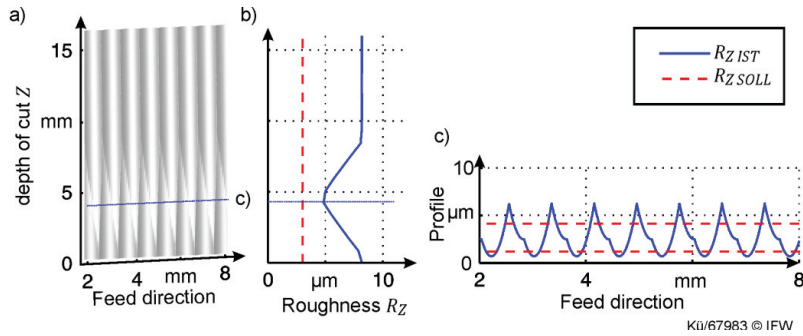 a)
15
mm
depth of cut Z
5
0
2
4
mm
8
Feed direction
b)
c)
0
µm
10
Roughness R_Z
R_Z IST
R_Z SOLL
c)
10
µm
Profile
0
2
4
mm
8
Feed direction
Kü/67983 © IFW